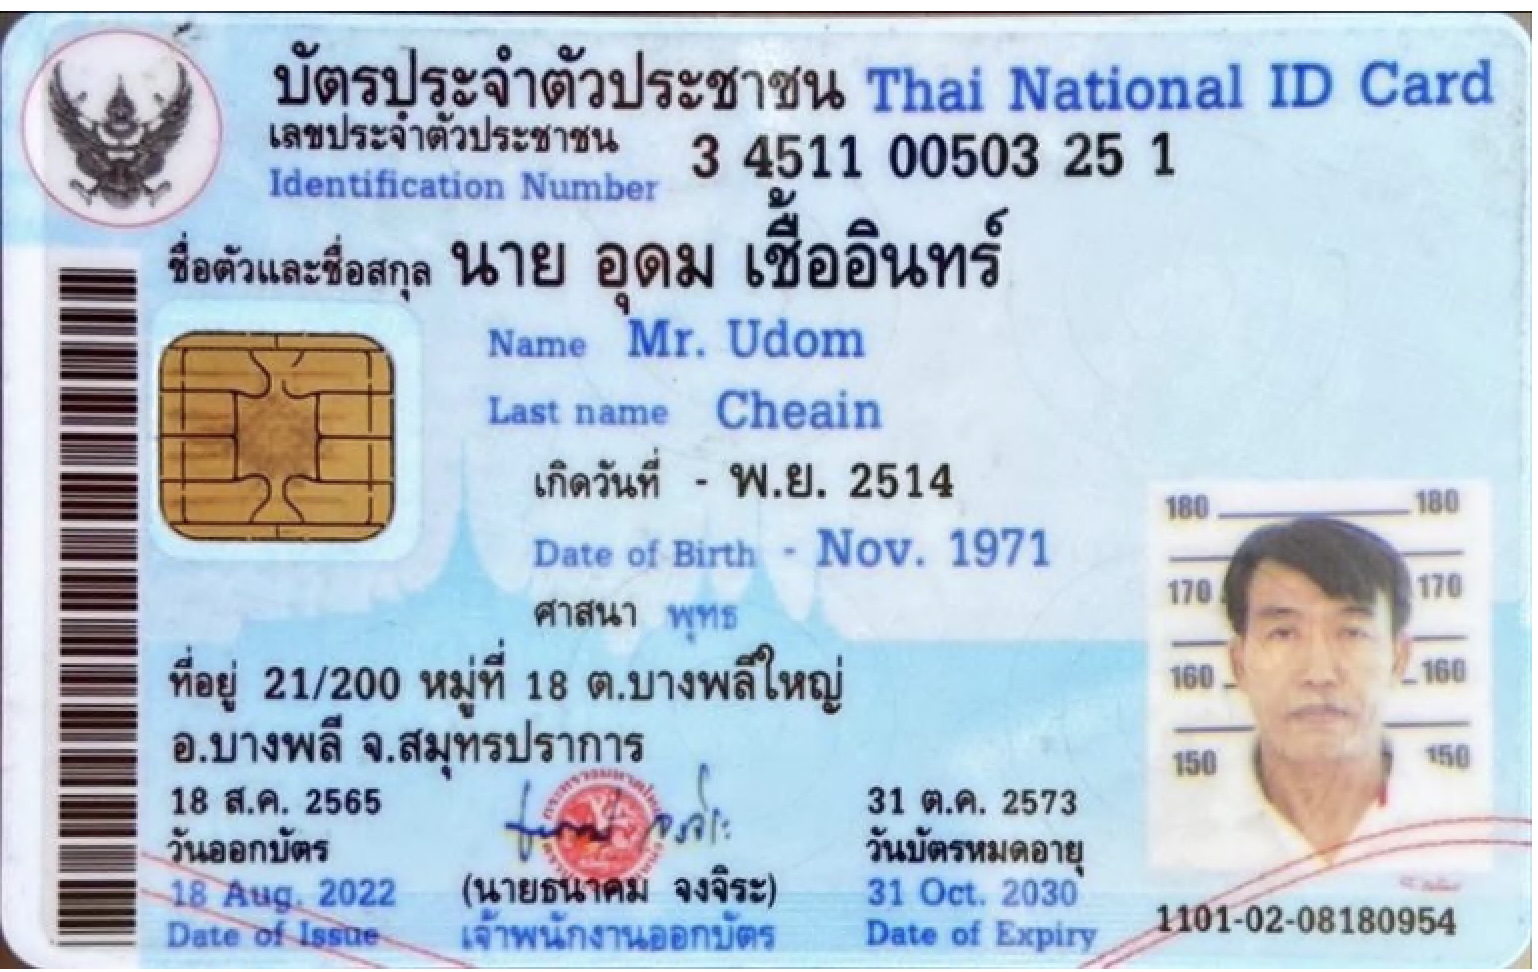 บัตรประจำตัวประชาชน Thai National ID Card
เลขประจำตัวประชาชน
Identification Number 3 4511 00503 25 1
ชื่อตัวและชื่อสกุล นาย อุดม เชื้ออินทร์
Name Mr. Udom
Last name Cheain
เกิดวันที่ - พ.ย. 2514
Date of Birth - Nov. 1971
ศาสนา พุทธ
ที่อยู่ 21/200 หมู่ที่ 18 ต.บางพลีใหญ่
อ.บางพลี จ.สมุทรปราการ
18 ส.ค. 2565
วันออกบัตร
18 Aug. 2022
Date of Issue
(นายธนาคม จงจิระ)
เจ้าพนักงานออกบัตร
31 ต.ค. 2573
วันบัตรหมดอายุ
31 Oct. 2030
Date of Expiry
180 180
170 170
160 160
150 150
1101-02-08180954